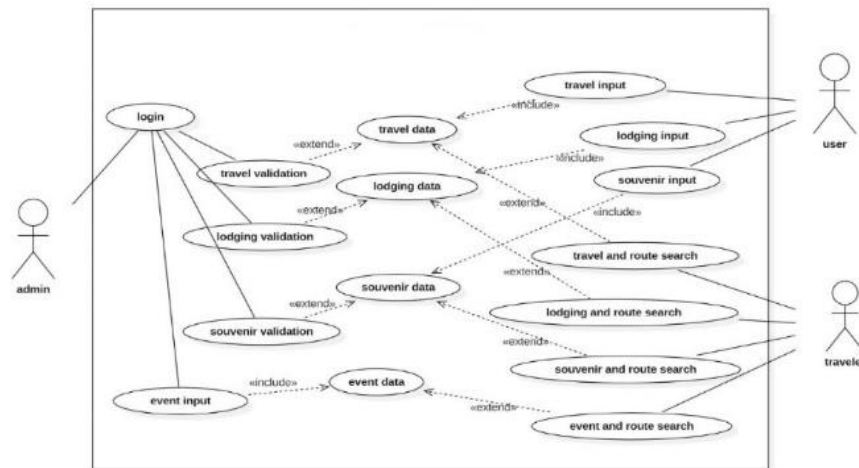 travel input
login
travel data
«include»
lodging input
user
«extend»
«include»
travel validation
lodging data
souvenir input
«extend»
«extend»
«include»
lodging validation
admin
travel and route search
«extend»
souvenir data
«extend»
lodging and route search
souvenir validation
«extend»
travele
souvenir and route search
«include»
event data
event input
«extend»
event and route search